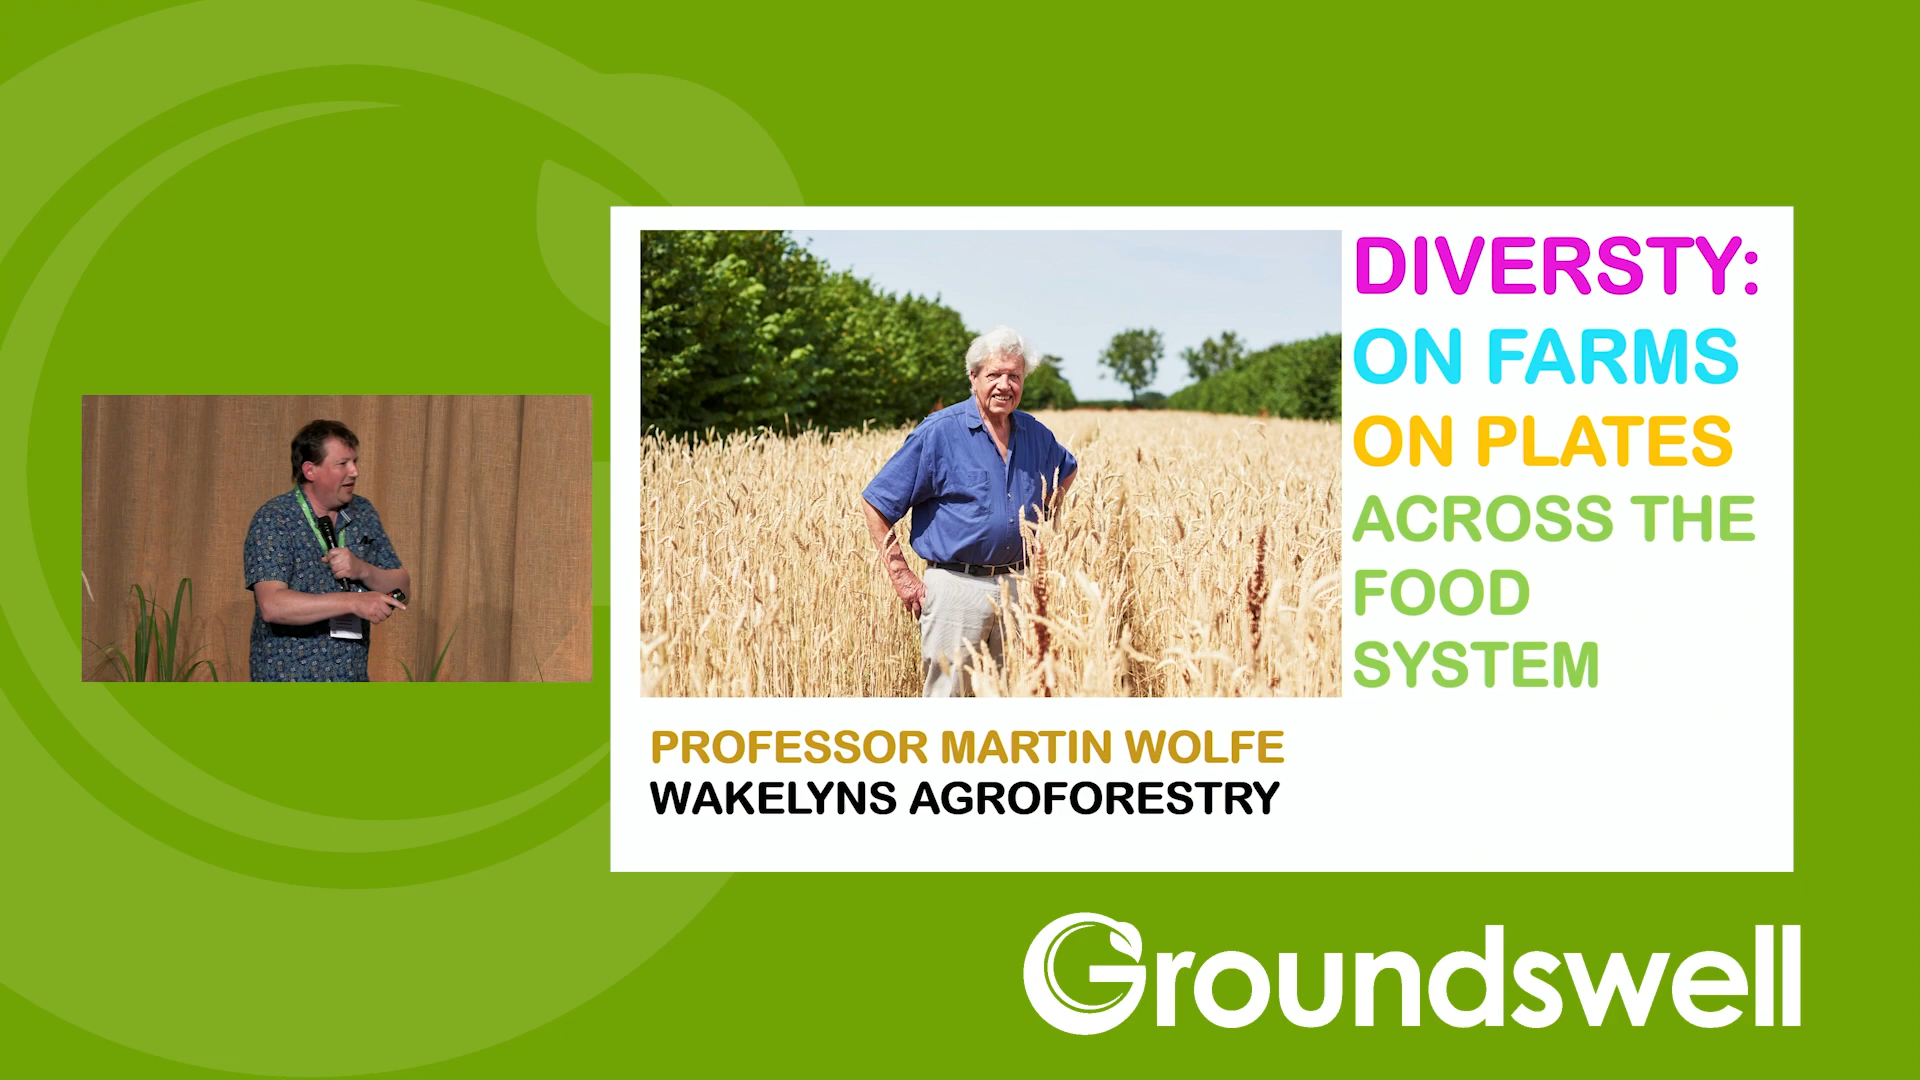 DIVERSTY:
ON FARMS
ON PLATES
ACROSS THE
FOOD
SYSTEM
PROFESSOR MARTIN WOLFE
WAKELYNS AGROFORESTRY
Groundswell